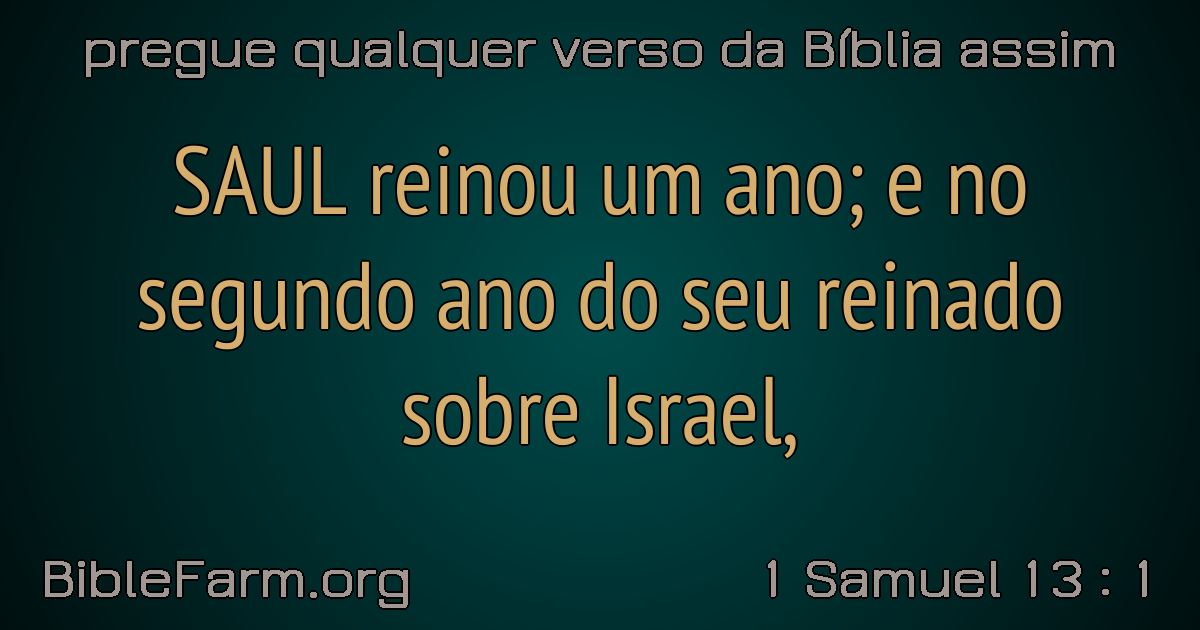 pregue qualquer verso da Bíblia assim
SAUL reinou um ano; e no
segundo ano do seu reinado
sobre Israel,
BibleFarm.org
1 Samuel 13 : 1